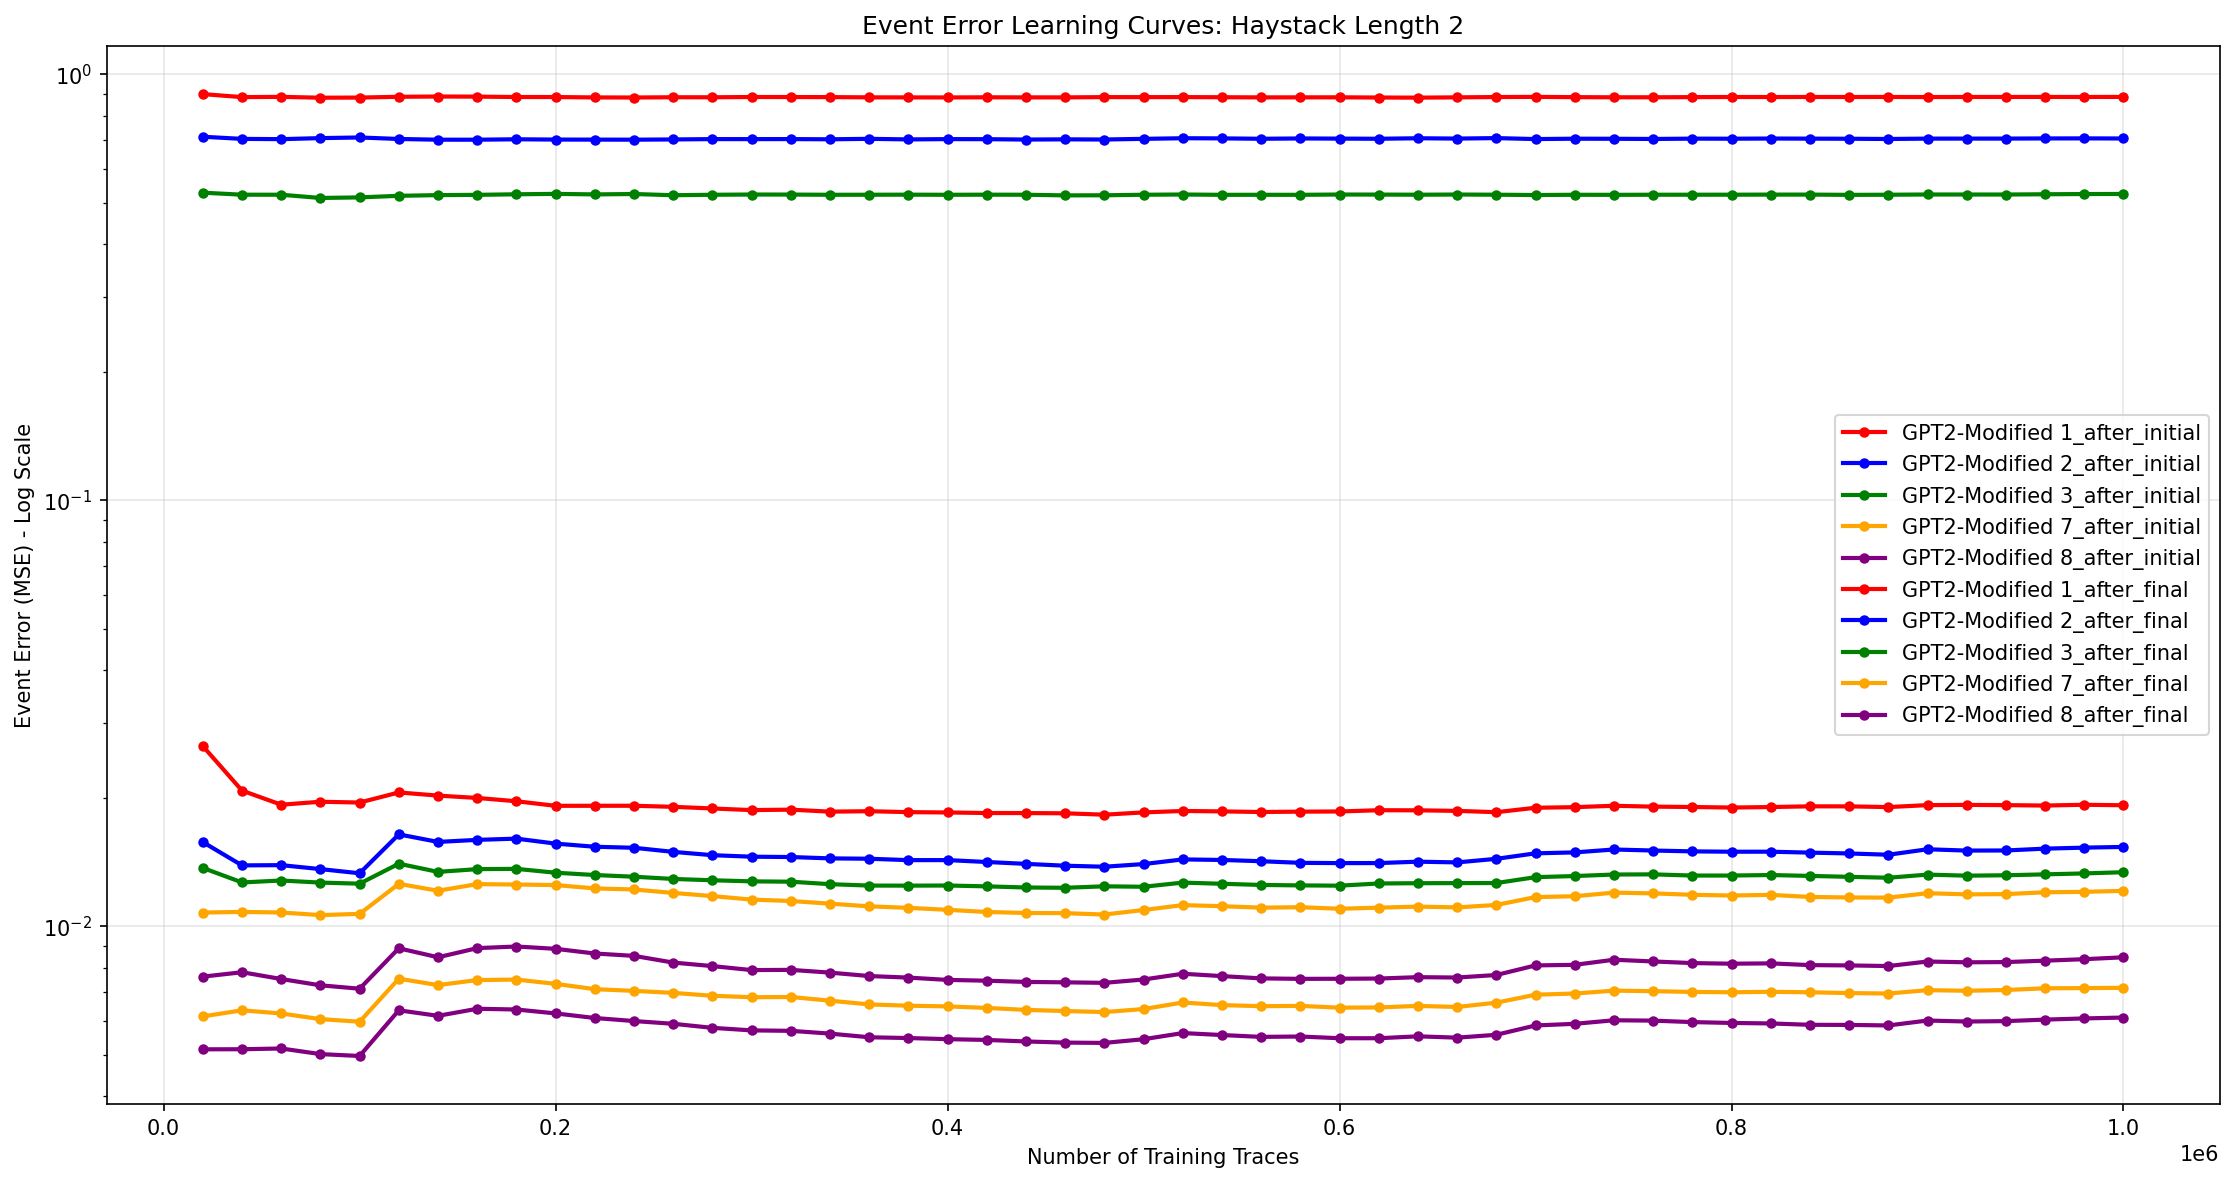 Event Error Learning Curves: Haystack Length 2
Event Error (MSE) - Log Scale
10⁰
10⁻¹
10⁻²
GPT2-Modified 1_after_initial
GPT2-Modified 2_after_initial
GPT2-Modified 3_after_initial
GPT2-Modified 7_after_initial
GPT2-Modified 8_after_initial
GPT2-Modified 1_after_final
GPT2-Modified 2_after_final
GPT2-Modified 3_after_final
GPT2-Modified 7_after_final
GPT2-Modified 8_after_final
0.0 0.2 0.4 0.6 0.8 1.0
1e6
Number of Training Traces